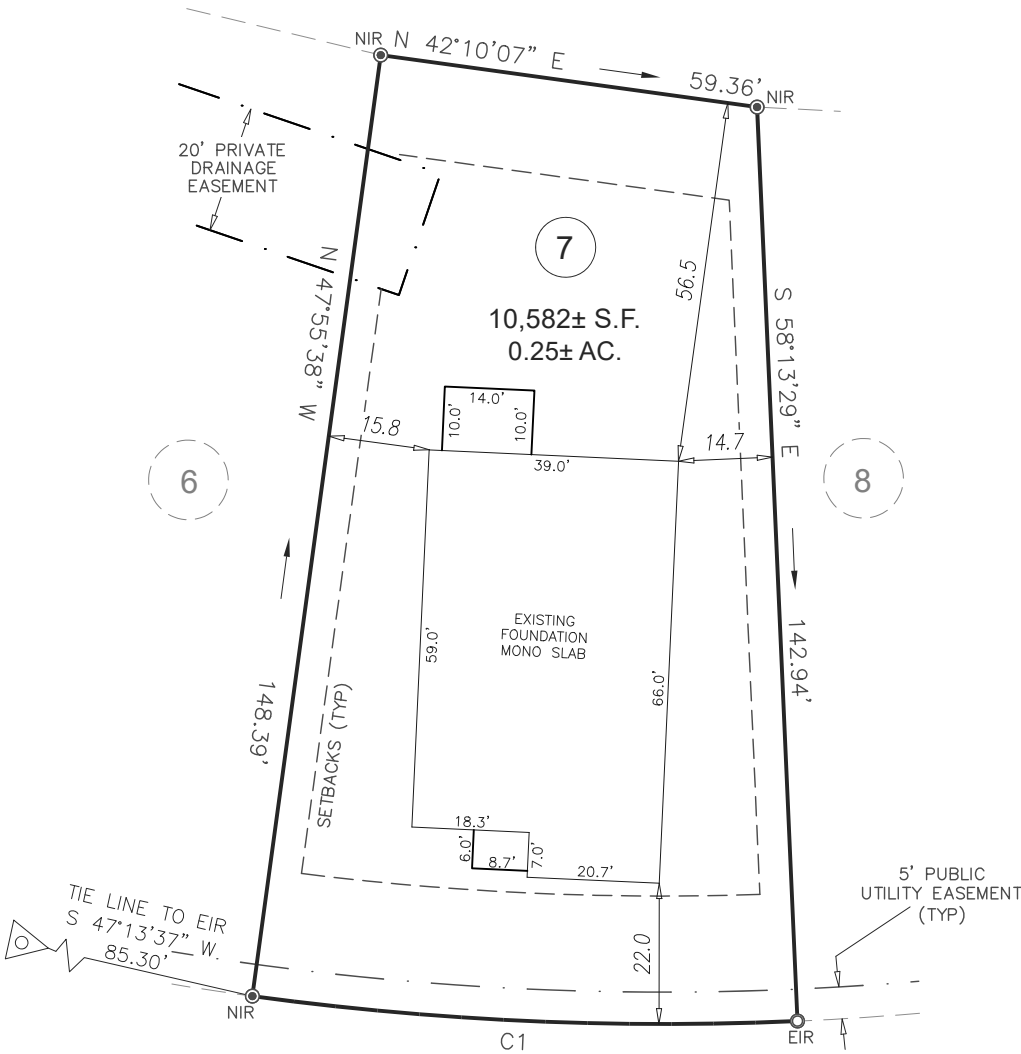 NIR
N 42°10'07" E
59.36'
NIR
20' PRIVATE
DRAINAGE
EASEMENT
7
10,582± S.F.
0.25± AC.
N 47°55'38" W
148.39'
56.5
S 58°13'29" E
142.94'
14.0'
10.0'
10.0'
15.8
14.7
39.0'
6
8
EXISTING
FOUNDATION
MONO SLAB
59.0'
66.0'
SETBACKS (TYP)
18.3'
6.0'
8.7'
7.0'
20.7'
22.0
5' PUBLIC
UTILITY EASEMENT
(TYP)
TIE LINE TO EIR
S 47°13'37" W.
85.30'
NIR
C1
EIR